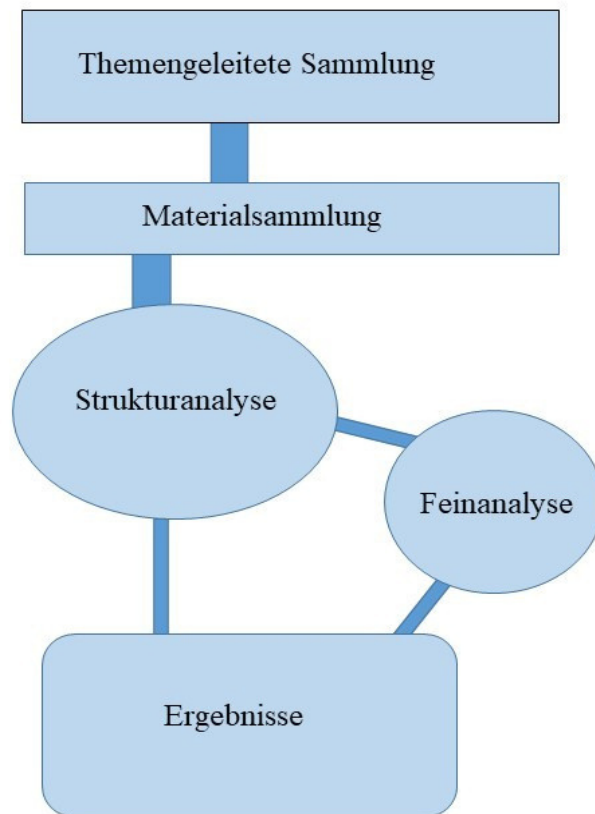 Themengeleitete Sammlung
Materialsammlung
Strukturanalyse
Feinanalyse
Ergebnisse